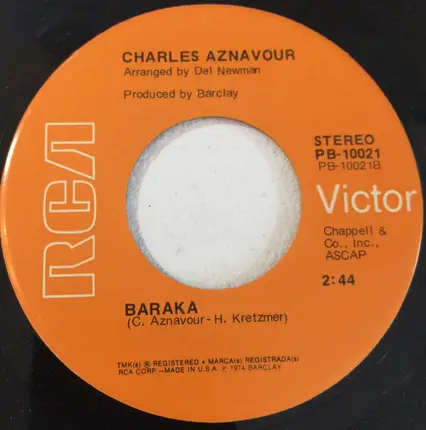 CHARLES AZNAVOUR
Arranged by Del Newman
Produced by Barclay
RCA
STEREO
PB-10021
PB-10021B
Victor
Chappell &
Co., Inc.,
ASCAP
2:44
BARAKA
(C. Aznavour-H. Kretzmer)
TMK(s) ® REGISTERED • MARCA(s) REGISTRADA(s)
RCA CORP-MADE IN U.S.A. ℗ 1974 BARCLAY